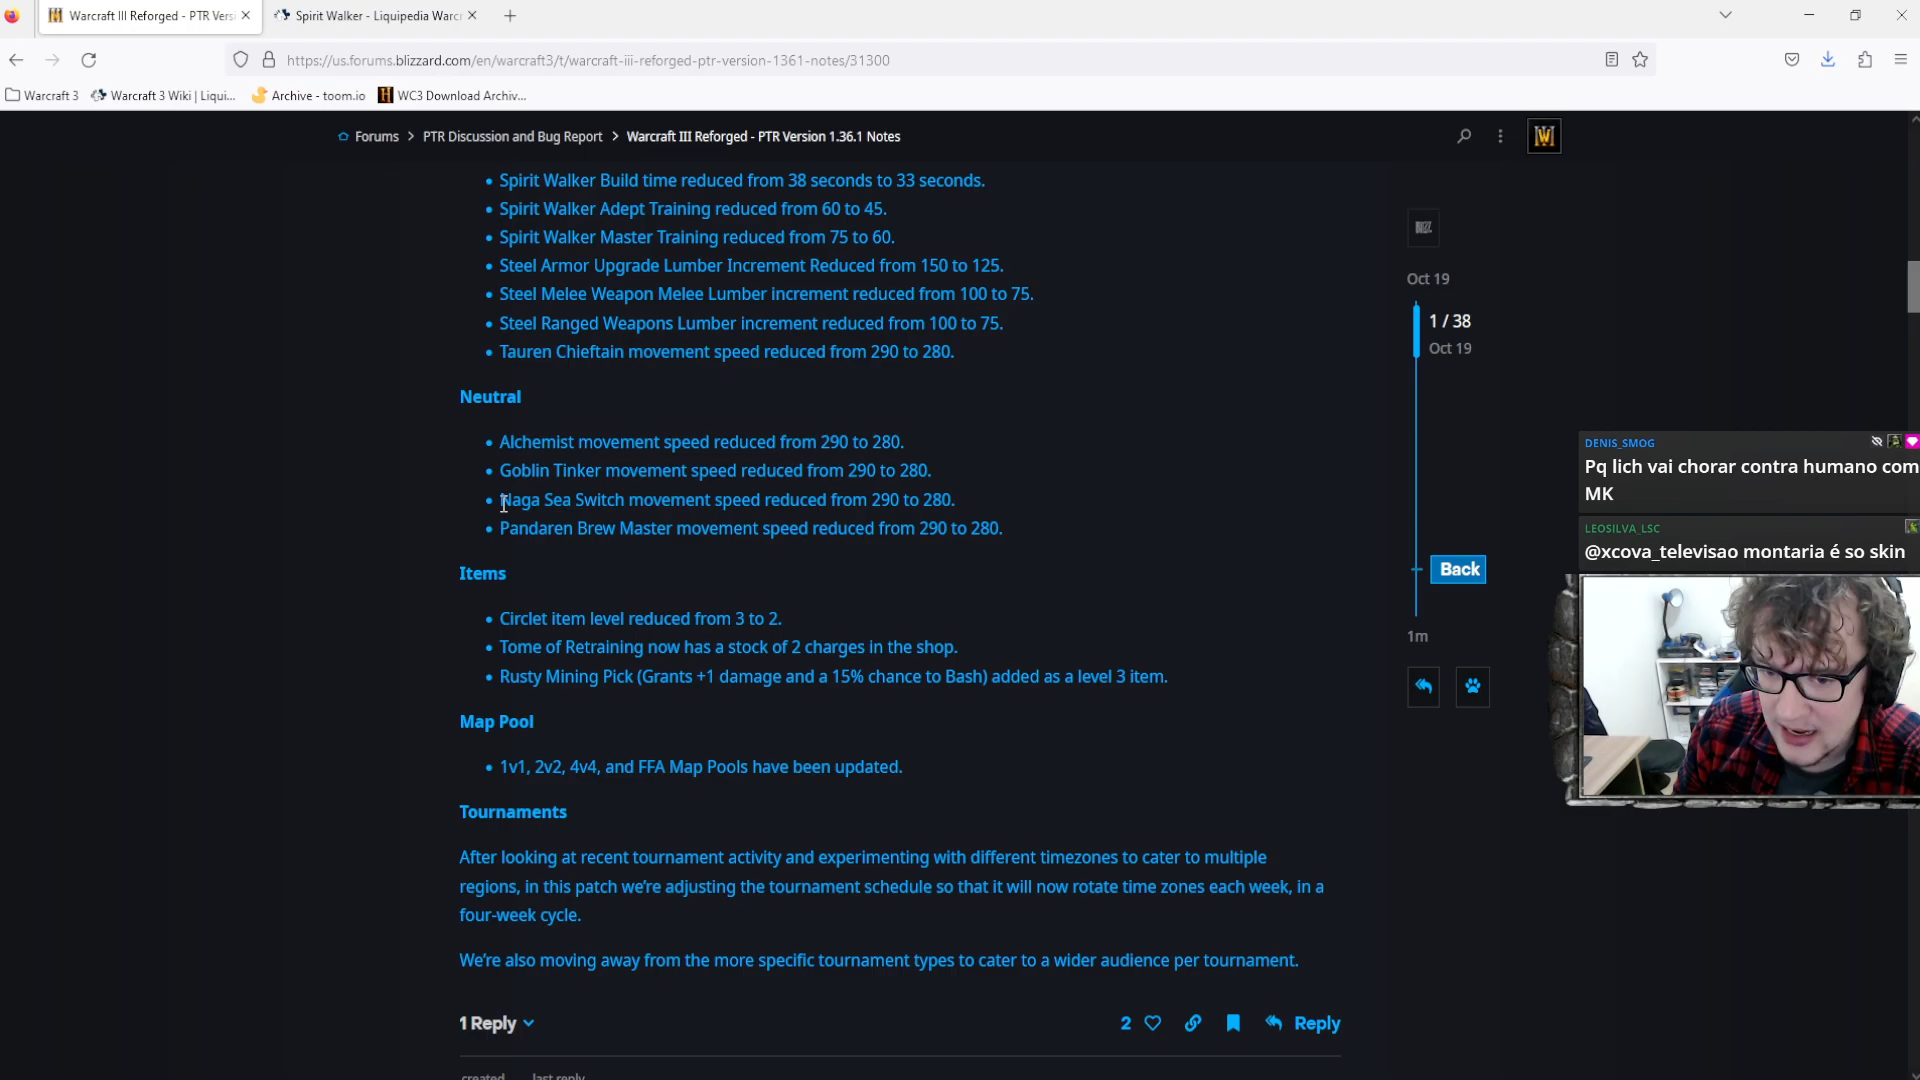 Warcraft III Reforged - PTR Versi
Spirit Walker - Liquipedia Warcr
https://us.forums.blizzard.com/en/warcraft3/t/warcraft-iii-reforged-ptr-version-1361-notes/31300
Warcraft 3
Warcraft 3 Wiki | Liqui...
Archive - toom.io
WC3 Download Archiv...
Forums > PTR Discussion and Bug Report > Warcraft III Reforged - PTR Version 1.36.1 Notes
• Spirit Walker Build time reduced from 38 seconds to 33 seconds.
• Spirit Walker Adept Training reduced from 60 to 45.
• Spirit Walker Master Training reduced from 75 to 60.
• Steel Armor Upgrade Lumber Increment Reduced from 150 to 125.
• Steel Melee Weapon Melee Lumber increment reduced from 100 to 75.
• Steel Ranged Weapons Lumber increment reduced from 100 to 75.
• Tauren Chieftain movement speed reduced from 290 to 280.
Neutral
• Alchemist movement speed reduced from 290 to 280.
• Goblin Tinker movement speed reduced from 290 to 280.
• Naga Sea Switch movement speed reduced from 290 to 280.
• Pandaren Brew Master movement speed reduced from 290 to 280.
Items
• Circlet item level reduced from 3 to 2.
• Tome of Retraining now has a stock of 2 charges in the shop.
• Rusty Mining Pick (Grants +1 damage and a 15% chance to Bash) added as a level 3 item.
Map Pool
• 1v1, 2v2, 4v4, and FFA Map Pools have been updated.
Tournaments
After looking at recent tournament activity and experimenting with different timezones to cater to multiple
regions, in this patch we're adjusting the tournament schedule so that it will now rotate time zones each week, in a
four-week cycle.
We're also moving away from the more specific tournament types to cater to a wider audience per tournament.
1 Reply
2
Reply
created
last reply
BLIZZ
Oct 19
1 / 38
Oct 19
Back
1m
DENIS_SMOG
Pq lich vai chorar contra humano com
MK
LEOSILVA_LSC
@xcova_televisao montaria é so skin